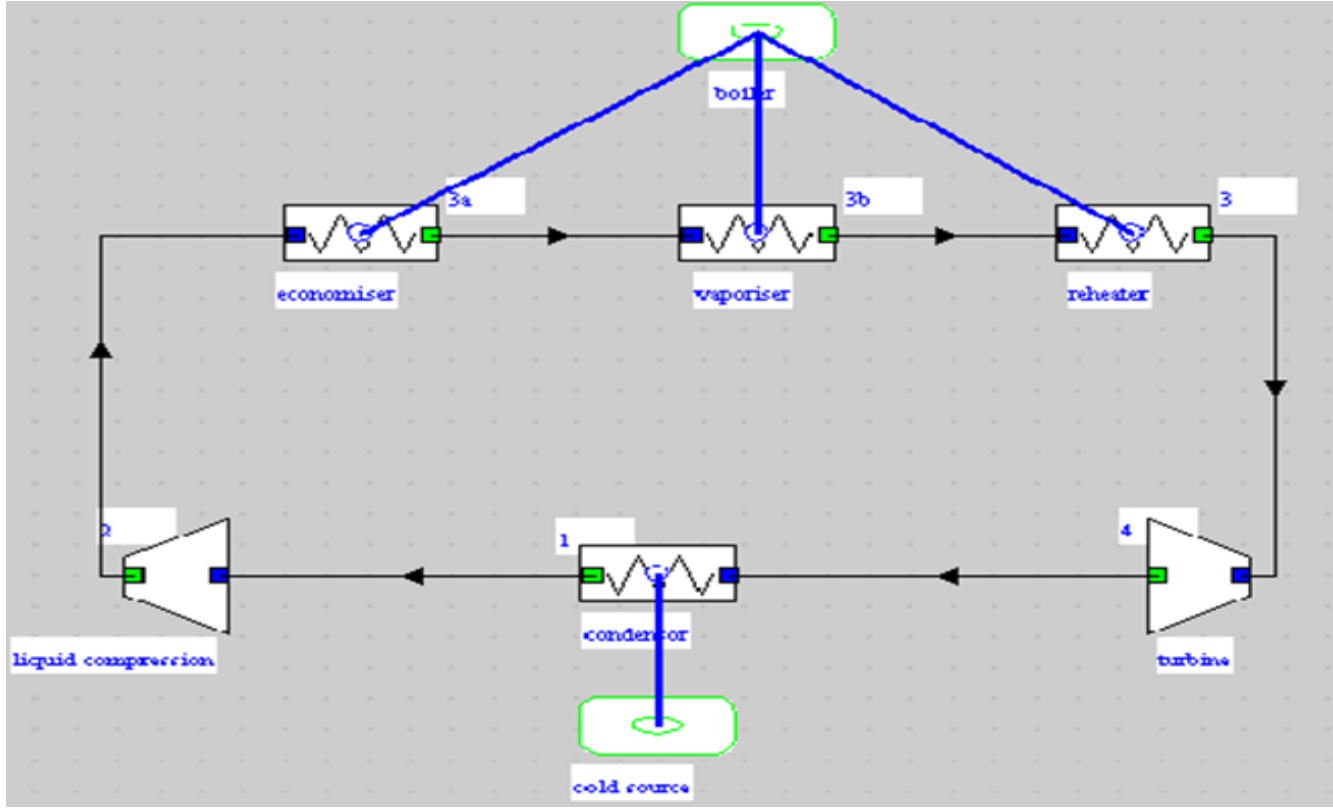 boiler
3a
3b
3
economiser
vaporiser
reheater
2
1
4
liquid compression
condensor
turbine
cold source